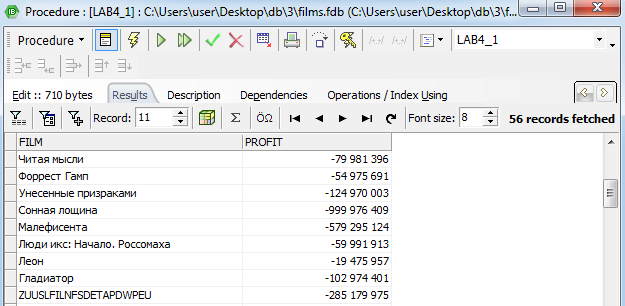 Procedure : [LAB4_1] : C:\Users\user\Desktop\db\3\films.fdb (C:\Users\user\Desktop\db\3\f...
Procedure LAB4_1
Edit :: 710 bytes Results Description Dependencies Operations / Index Using
Record: 11 Σ ÖΩ Font size: 8 56 records fetched
FILM PROFIT
Читая мысли -79 981 396
Форрест Гамп -54 975 691
Унесенные призраками -124 970 003
Сонная лощина -999 976 409
Малефисента -579 295 124
Люди икс: Начало. Россомаха -59 991 913
Леон -19 475 957
Гладиатор -102 974 401
ZUUSLFILNFSDETAPDWPEU -285 179 975